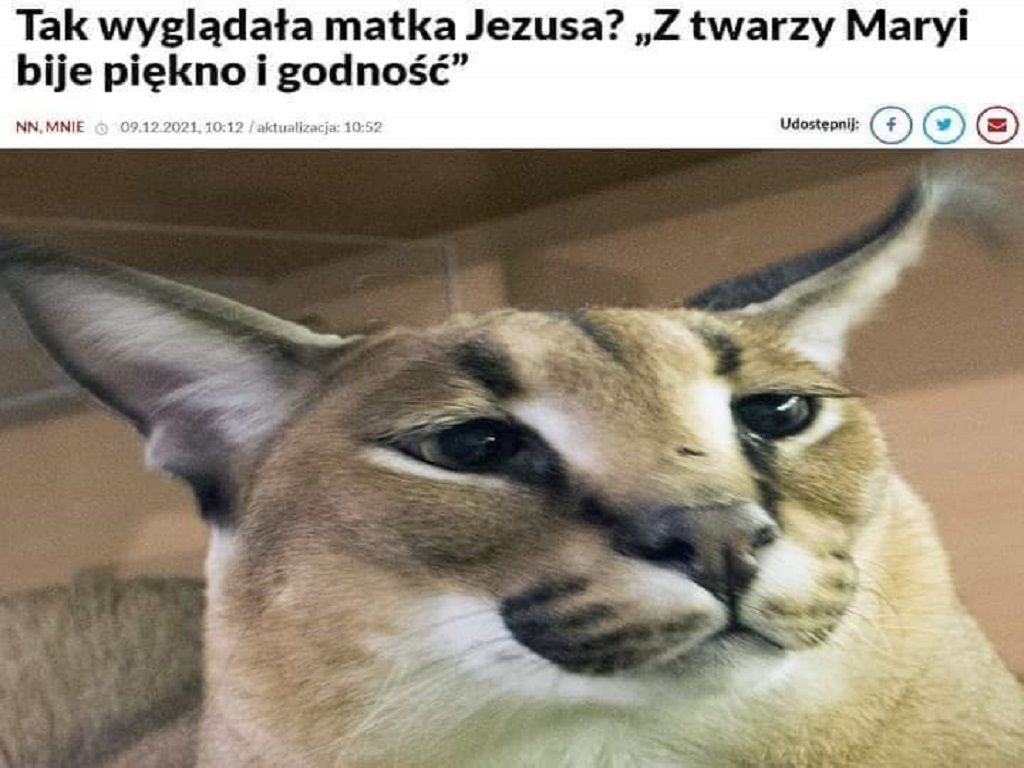 Tak wyglądała matka Jezusa? „Z twarzy Maryi
bije piękno i godność”
NN, MNIE 09.12.2021, 10:12 / aktualizacja: 10:52 Udostępnij: